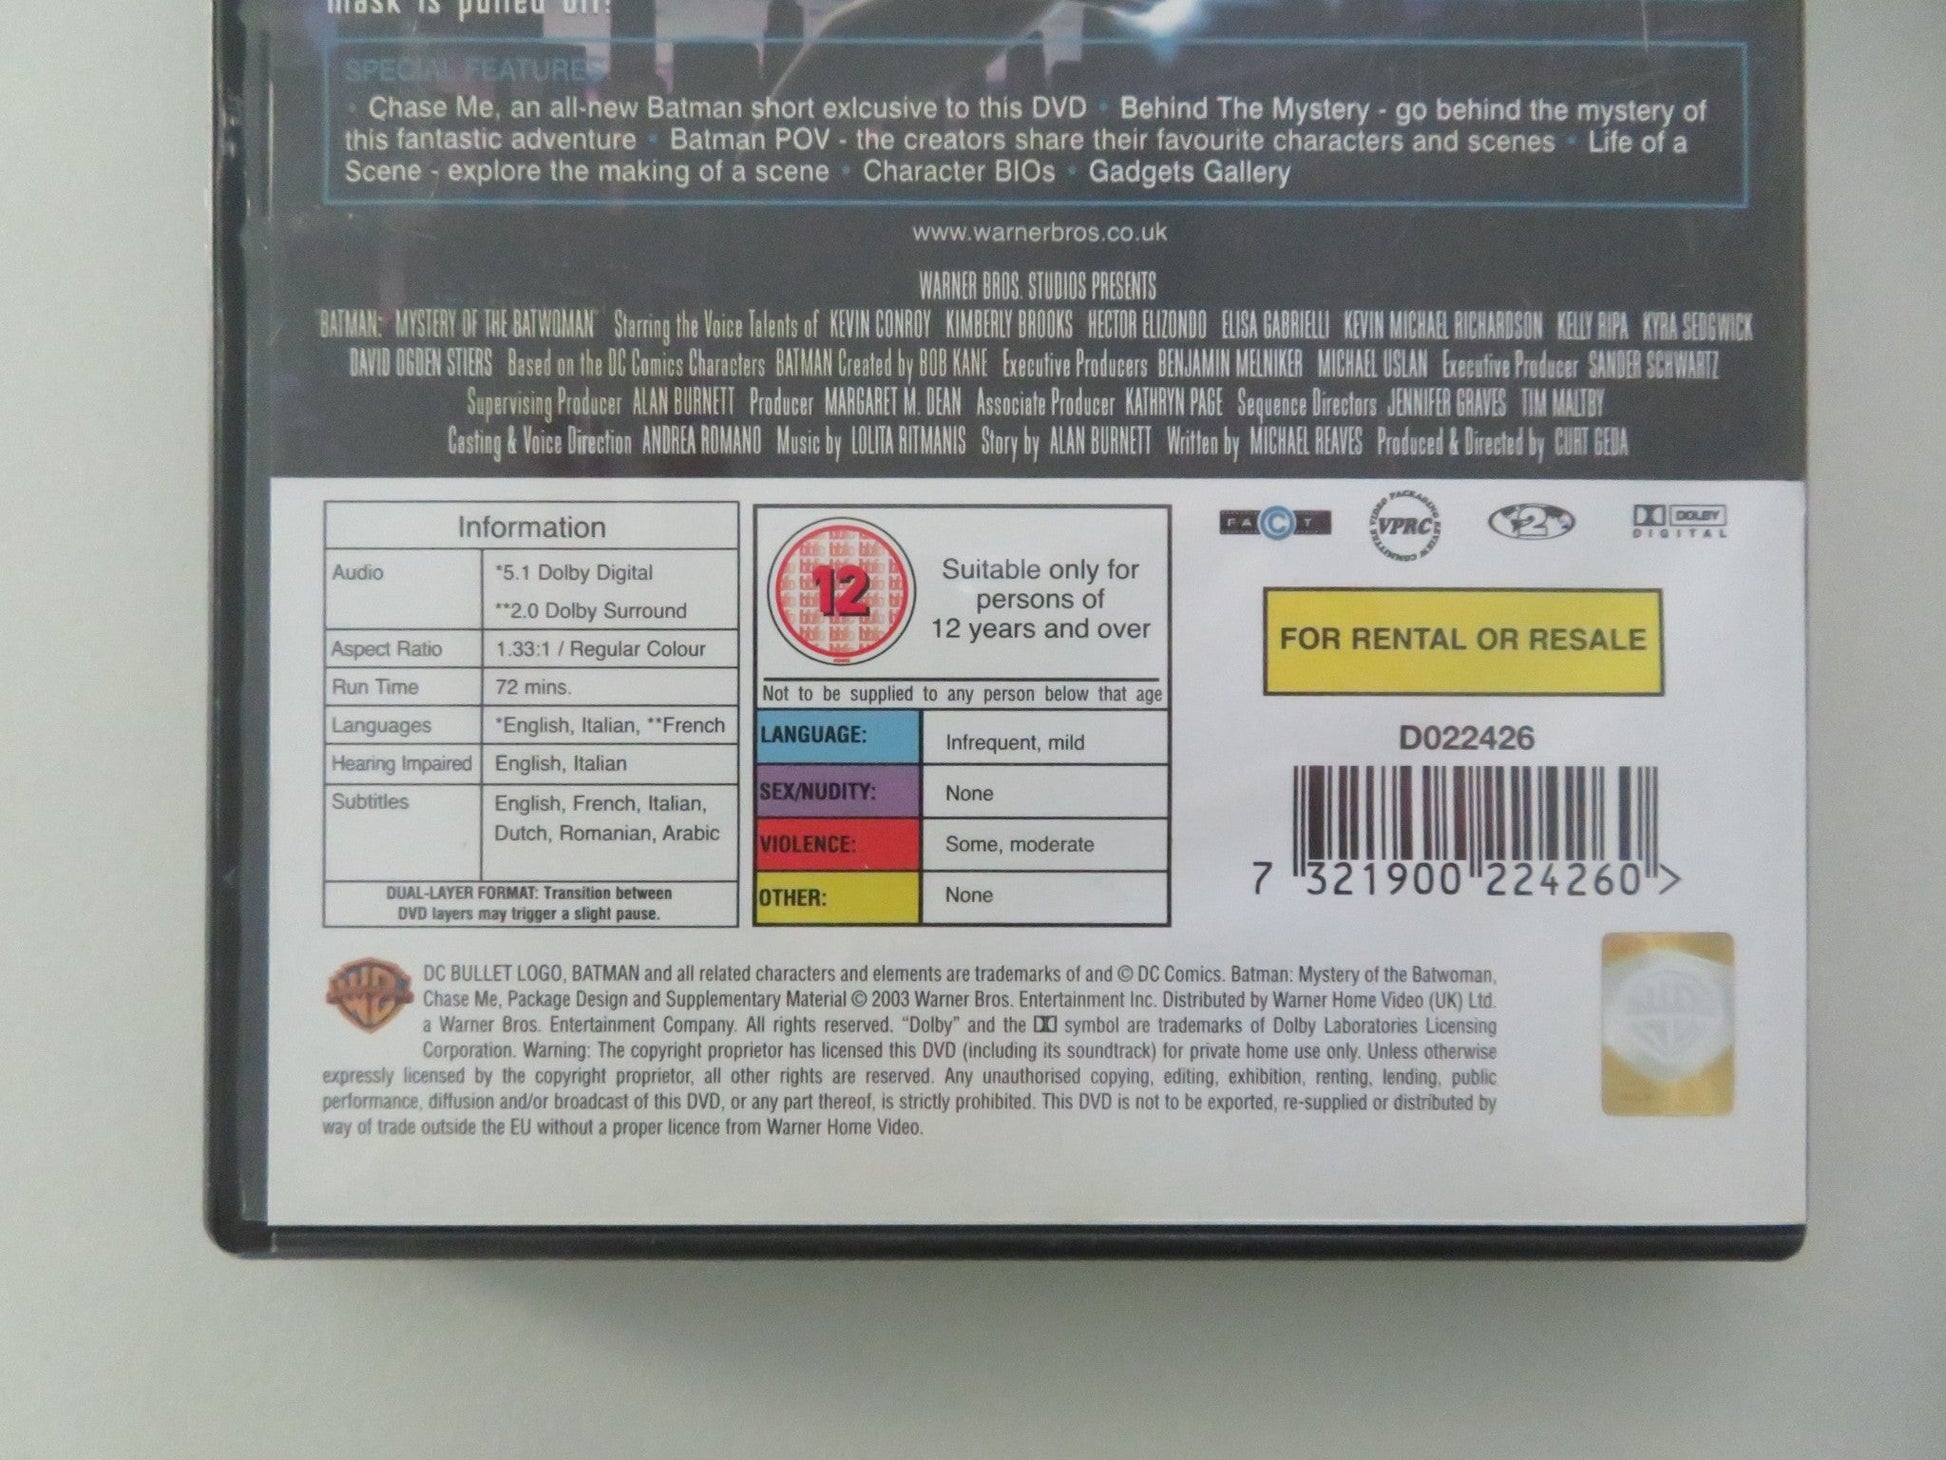 mask is pulled off!
SPECIAL FEATURES
• Chase Me, an all-new Batman short exlcusive to this DVD • Behind The Mystery - go behind the mystery of
this fantastic adventure • Batman POV - the creators share their favourite characters and scenes • Life of a
Scene - explore the making of a scene • Character BIOs • Gadgets Gallery
www.warnerbros.co.uk
WARNER BROS. STUDIOS PRESENTS
"BATMAN: MYSTERY OF THE BATWOMAN" Starring the Voice Talents of KEVIN CONROY KIMBERLY BROOKS HECTOR ELIZONDO ELISA GABRIELLI KEVIN MICHAEL RICHARDSON KELLY RIPA KYRA SEDGWICK
DAVID OGDEN STIERS Based on the DC Comics Characters BATMAN Created by BOB KANE Executive Producers BENJAMIN MELNIKER MICHAEL USLAN Executive Producer SANDER SCHWARTZ
Supervising Producer ALAN BURNETT Producer MARGARET M. DEAN Associate Producer KATHRYN PAGE Sequence Directors JENNIFER GRAVES TIM MALTBY
Casting & Voice Direction ANDREA ROMANO Music by LOLITA RITMANIS Story by ALAN BURNETT Written by MICHAEL REAVES Produced & Directed by CURT GEDA
Information
Audio *5.1 Dolby Digital
**2.0 Dolby Surround
Aspect Ratio 1.33:1 / Regular Colour
Run Time 72 mins.
Languages *English, Italian, **French
Hearing Impaired English, Italian
Subtitles English, French, Italian,
Dutch, Romanian, Arabic
DUAL-LAYER FORMAT: Transition between
DVD layers may trigger a slight pause.
12
Suitable only for
persons of
12 years and over
Not to be supplied to any person below that age
LANGUAGE: Infrequent, mild
SEX/NUDITY: None
VIOLENCE: Some, moderate
OTHER: None
FACT
VIDEO PACKAGING REVIEW COMMITTEE
VPRC
2
DOLBY
DIGITAL
FOR RENTAL OR RESALE
D022426
7 321900 224260 >
DC BULLET LOGO, BATMAN and all related characters and elements are trademarks of and © DC Comics. Batman: Mystery of the Batwoman,
Chase Me, Package Design and Supplementary Material © 2003 Warner Bros. Entertainment Inc. Distributed by Warner Home Video (UK) Ltd.
a Warner Bros. Entertainment Company. All rights reserved. "Dolby" and the DD symbol are trademarks of Dolby Laboratories Licensing
Corporation. Warning: The copyright proprietor has licensed this DVD (including its soundtrack) for private home use only. Unless otherwise
expressly licensed by the copyright proprietor, all other rights are reserved. Any unauthorised copying, editing, exhibition, renting, lending, public
performance, diffusion and/or broadcast of this DVD, or any part thereof, is strictly prohibited. This DVD is not to be exported, re-supplied or distributed by
way of trade outside the EU without a proper licence from Warner Home Video.